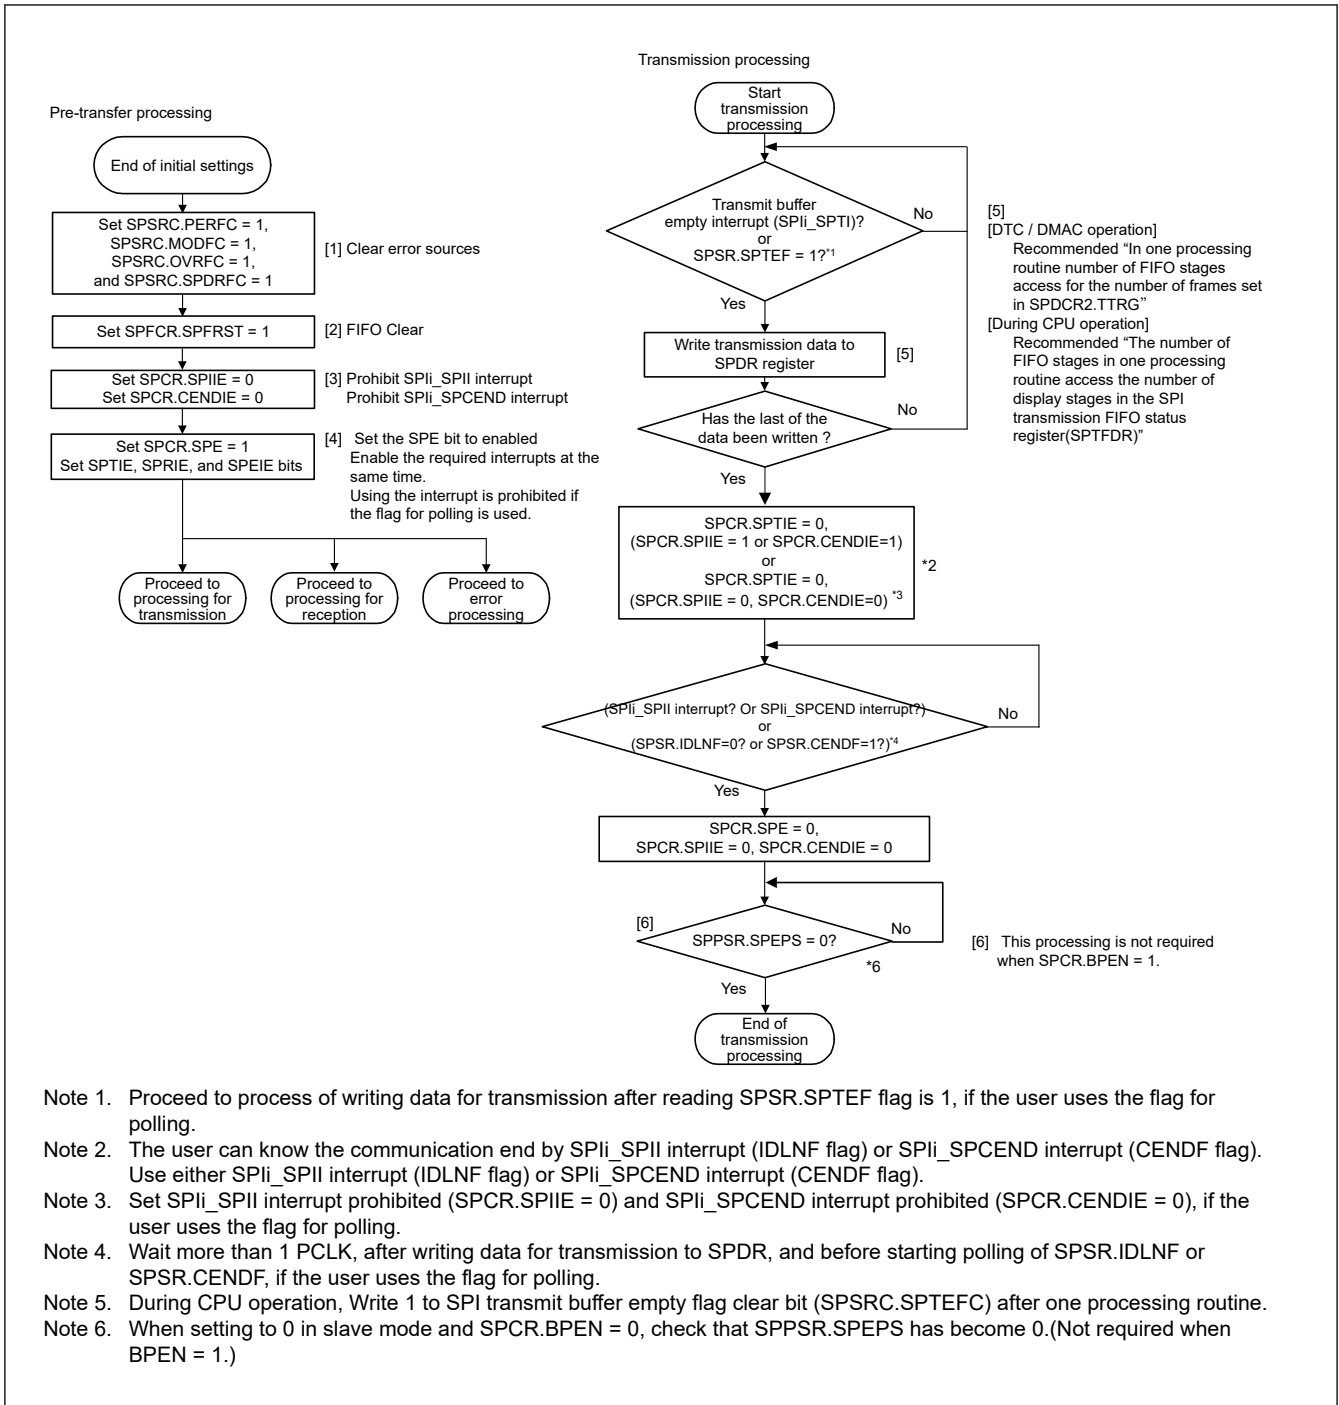 Pre-transfer processing
End of initial settings
Set SPSRC.PERFC = 1,
SPSRC.MODFC = 1,
SPSRC.OVRFC = 1,
and SPSRC.SPDRFC = 1
[1] Clear error sources
Set SPFCR.SPFRST = 1
[2] FIFO Clear
Set SPCR.SPIIE = 0
Set SPCR.CENDIE = 0
[3] Prohibit SPIi_SPII interrupt
Prohibit SPIi_SPCEND interrupt
Set SPCR.SPE = 1
Set SPTIE, SPRIE, and SPEIE bits
[4] Set the SPE bit to enabled
Enable the required interrupts at the
same time.
Using the interrupt is prohibited if
the flag for polling is used.
Proceed to
processing for
transmission
Proceed to
processing for
reception
Proceed to
error
processing
Transmission processing
Start
transmission
processing
Transmit buffer
empty interrupt (SPIi_SPTI)?
or
SPSR.SPTEF = 1?*1
No
Yes
Write transmission data to
SPDR register
[5]
Has the last of the
data been written ?
No
Yes
[5]
[DTC / DMAC operation]
Recommended “In one processing
routine number of FIFO stages
access for the number of frames set
in SPDCR2.TTRG”
[During CPU operation]
Recommended “The number of
FIFO stages in one processing
routine access the number of
display stages in the SPI
transmission FIFO status
register(SPTFDR)”
SPCR.SPTIE = 0,
(SPCR.SPIIE = 1 or SPCR.CENDIE=1)
or
SPCR.SPTIE = 0,
(SPCR.SPIIE = 0, SPCR.CENDIE=0) *3
*2
(SPIi_SPII interrupt? Or SPIi_SPCEND interrupt?)
or
(SPSR.IDLNF=0? or SPSR.CENDF=1?)*4
No
Yes
SPCR.SPE = 0,
SPCR.SPIIE = 0, SPCR.CENDIE = 0
[6]
SPPSR.SPEPS = 0?
No
*6
Yes
[6] This processing is not required
when SPCR.BPEN = 1.
End of
transmission
processing
Note 1. Proceed to process of writing data for transmission after reading SPSR.SPTEF flag is 1, if the user uses the flag for
polling.
Note 2. The user can know the communication end by SPIi_SPII interrupt (IDLNF flag) or SPIi_SPCEND interrupt (CENDF flag).
Use either SPIi_SPII interrupt (IDLNF flag) or SPIi_SPCEND interrupt (CENDF flag).
Note 3. Set SPIi_SPII interrupt prohibited (SPCR.SPIIE = 0) and SPIi_SPCEND interrupt prohibited (SPCR.CENDIE = 0), if the
user uses the flag for polling.
Note 4. Wait more than 1 PCLK, after writing data for transmission to SPDR, and before starting polling of SPSR.IDLNF or
SPSR.CENDF, if the user uses the flag for polling.
Note 5. During CPU operation, Write 1 to SPI transmit buffer empty flag clear bit (SPSRC.SPTEFC) after one processing routine.
Note 6. When setting to 0 in slave mode and SPCR.BPEN = 0, check that SPPSR.SPEPS has become 0.(Not required when
BPEN = 1.)